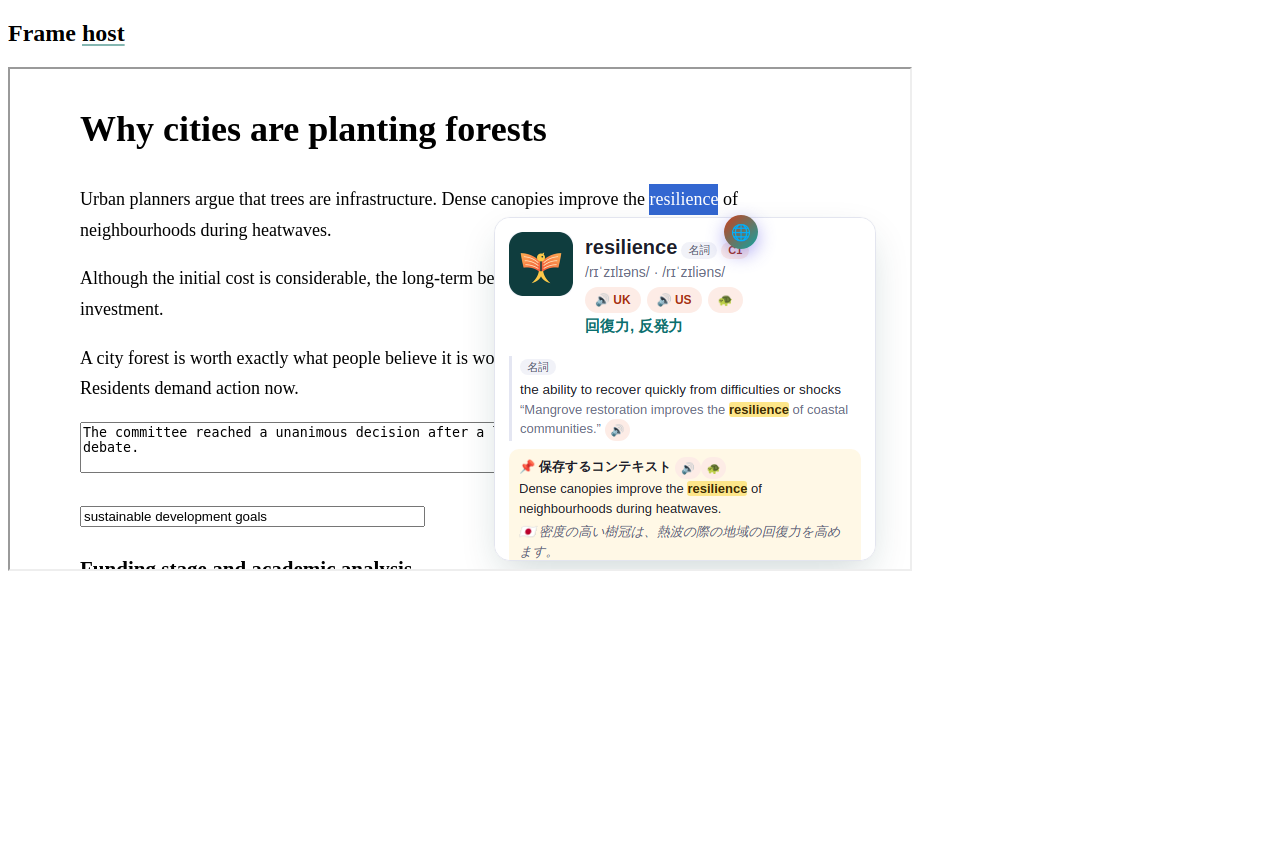 Frame host
Why cities are planting forests
Urban planners argue that trees are infrastructure. Dense canopies improve the resilience of
neighbourhoods during heatwaves.
Although the initial cost is considerable, the long-term be
investment.
A city forest is worth exactly what people believe it is wo
Residents demand action now.
The committee reached a unanimous decision after a
debate.
sustainable development goals
Funding stage and academic analysis
resilience 名詞 C1
/rɪˈzɪlɪəns/ · /rɪˈzɪliəns/
UK US
回復力, 反発力
名詞
the ability to recover quickly from difficulties or shocks
“Mangrove restoration improves the resilience of coastal
communities.”
保存するコンテキスト
Dense canopies improve the resilience of
neighbourhoods during heatwaves.
密度の高い樹冠は、熱波の際の地域の回復力を高め
ます。